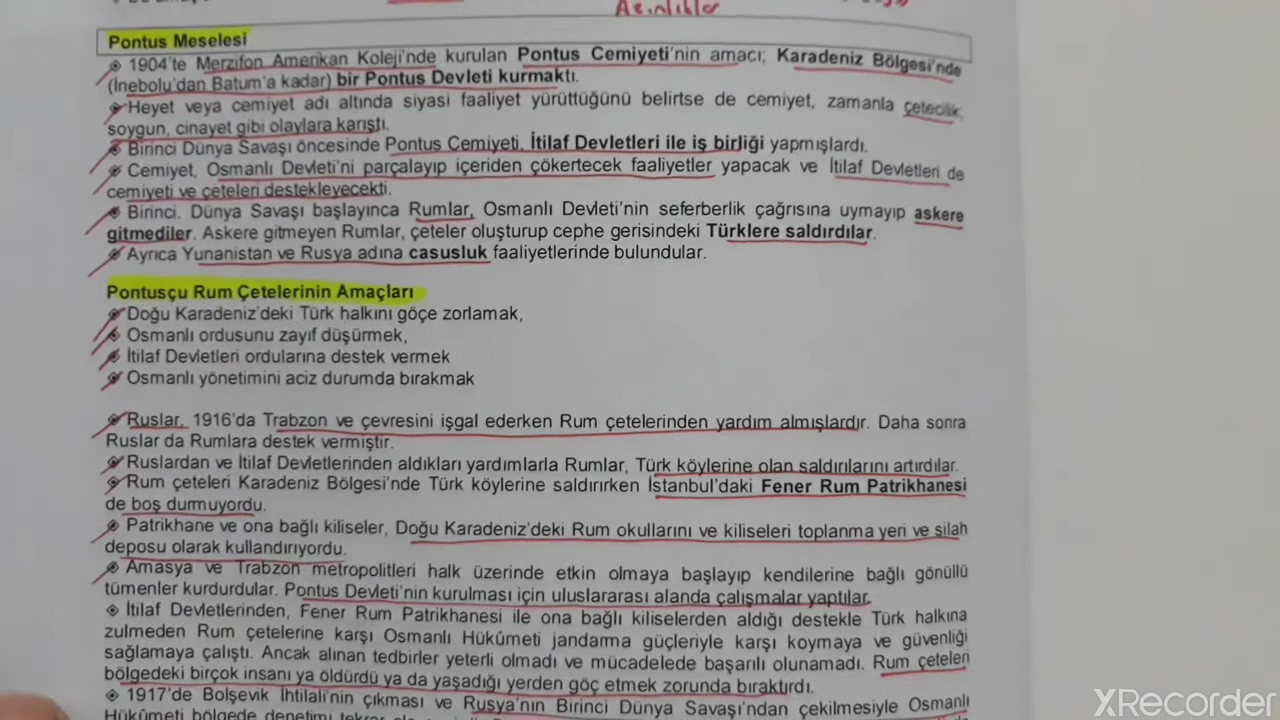 Azınlıklar
Pontus Meselesi
◈ 1904'te Merzifon Amerikan Koleji'nde kurulan Pontus Cemiyeti'nin amacı; Karadeniz Bölgesi'nde
(İnebolu'dan Batum'a kadar) bir Pontus Devleti kurmaktı.
◈ Heyet veya cemiyet adı altında siyasi faaliyet yürüttüğünü belirtse de cemiyet, zamanla çetecilik,
soygun, cinayet gibi olaylara karıştı.
◈ Birinci Dünya Savaşı öncesinde Pontus Cemiyeti, İtilaf Devletleri ile iş birliği yapmışlardı.
◈ Cemiyet, Osmanlı Devleti'ni parçalayıp içeriden çökertecek faaliyetler yapacak ve İtilaf Devletleri de
cemiyeti ve çeteleri destekleyecekti.
◈ Birinci. Dünya Savaşı başlayınca Rumlar, Osmanlı Devleti'nin seferberlik çağrısına uymayıp askere
gitmediler. Askere gitmeyen Rumlar, çeteler oluşturup cephe gerisindeki Türklere saldırdılar.
◈ Ayrıca Yunanistan ve Rusya adına casusluk faaliyetlerinde bulundular.
Pontusçu Rum Çetelerinin Amaçları
◈ Doğu Karadeniz'deki Türk halkını göçe zorlamak,
◈ Osmanlı ordusunu zayıf düşürmek,
◈ İtilaf Devletleri ordularına destek vermek
◈ Osmanlı yönetimini aciz durumda bırakmak
◈ Ruslar, 1916'da Trabzon ve çevresini işgal ederken Rum çetelerinden yardım almışlardır. Daha sonra
Ruslar da Rumlara destek vermiştir.
◈ Ruslardan ve İtilaf Devletlerinden aldıkları yardımlarla Rumlar, Türk köylerine olan saldırılarını artırdılar.
◈ Rum çeteleri Karadeniz Bölgesi'nde Türk köylerine saldırırken İstanbul'daki Fener Rum Patrikhanesi
de boş durmuyordu.
◈ Patrikhane ve ona bağlı kiliseler, Doğu Karadeniz'deki Rum okullarını ve kiliseleri toplanma yeri ve silah
deposu olarak kullandırıyordu.
◈ Amasya ve Trabzon metropolitleri halk üzerinde etkin olmaya başlayıp kendilerine bağlı gönüllü
tümenler kurdurdular. Pontus Devleti'nin kurulması için uluslararası alanda çalışmalar yaptılar.
◈ İtilaf Devletlerinden, Fener Rum Patrikhanesi ile ona bağlı kiliselerden aldığı destekle Türk halkına
zulmeden Rum çetelerine karşı Osmanlı Hükûmeti jandarma güçleriyle karşı koymaya ve güvenliği
sağlamaya çalıştı. Ancak alınan tedbirler yeterli olmadı ve mücadelede başarılı olunamadı. Rum çeteleri
bölgedeki birçok insanı ya öldürdü ya da yaşadığı yerden göç etmek zorunda bıraktırdı.
◈ 1917'de Bolşevik İhtilali'nin çıkması ve Rusya'nın Birinci Dünya Savaşı'ndan çekilmesiyle Osmanlı
Hükûmeti bölgede denetimi tekrar
XRecorder